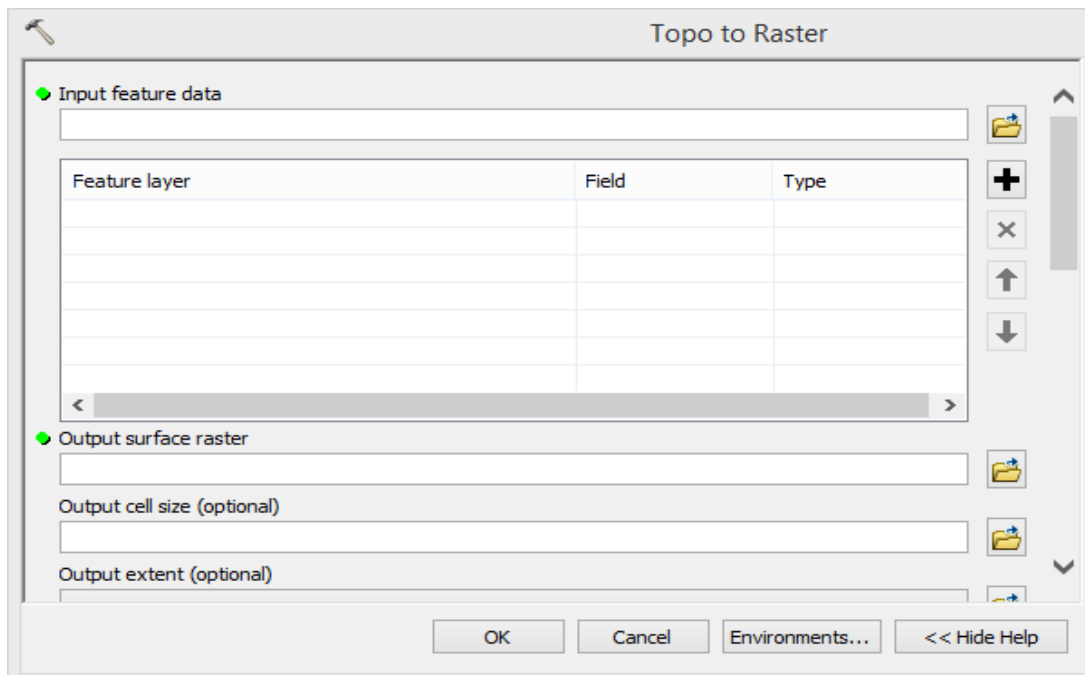 Topo to Raster
Input feature data
Feature layer Field Type
Output surface raster
Output cell size (optional)
Output extent (optional)
OK Cancel Environments... << Hide Help